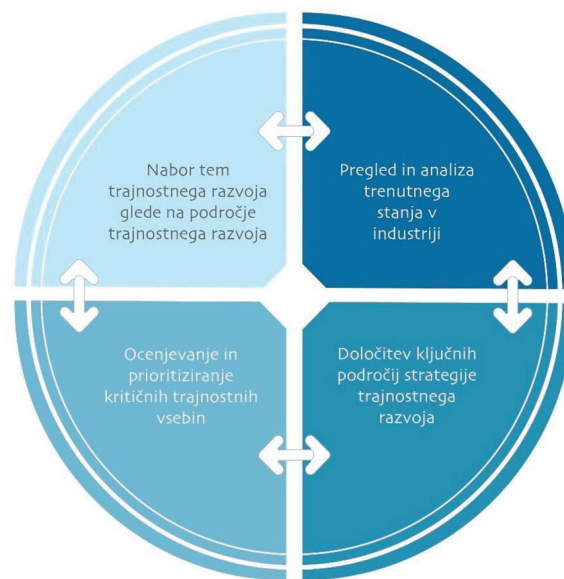 Nabor tem
trajnostnega razvoja
glede na področje
trajnostnega razvoja
Pregled in analiza
trenutnega
stanja v
industriji
Ocenjevanje in
prioritiziranje
kritičnih trajnostnih
vsebin
Določitev ključnih
področij strategije
trajnostnega
razvoja